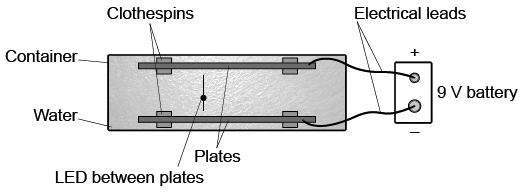 Clothespins
Electrical leads
Container
+
9 V battery
Water
–
Plates
LED between plates